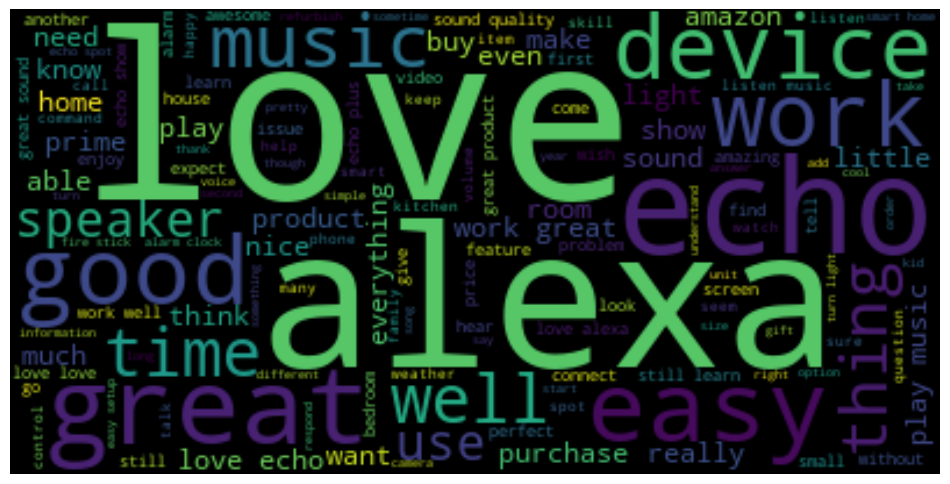 another
awesome
refurbish
sometime
sound quality
skill
amazon
listen
smart home
need
echo spot
alarm
happy
music
buy
item
make
even
first
device
love
know
call
learn
echo show
video
light
listen music
take
home
command
great sound
house
pretty
keep
come
work
prime
play
issue
echo plus
great product
show
enjoy
thank
help
though
smart
year
wish
sound
amazing
add
little
able
expect
voice
second
simple
volume
answer
cool
turn
kitchen
room
understand
find
watch
tell
order
echo
speaker
product
everything
work great
fire stick
alarm clock
nice
phone
feature
problem
good
many
something
give
price
alexa
unit
screen
turn light
kid
work well
think
family
song
look
seem
information
hear
love alexa
size
gift
thing
much
time
long
say
sure
question
play music
love love
different
weather
connect
still learn
right
option
go
great
well
start
easy
control
easy setup
talk
respond
bedroom
use
perfect
spot
still
love echo
want
camera
purchase
really
small
without